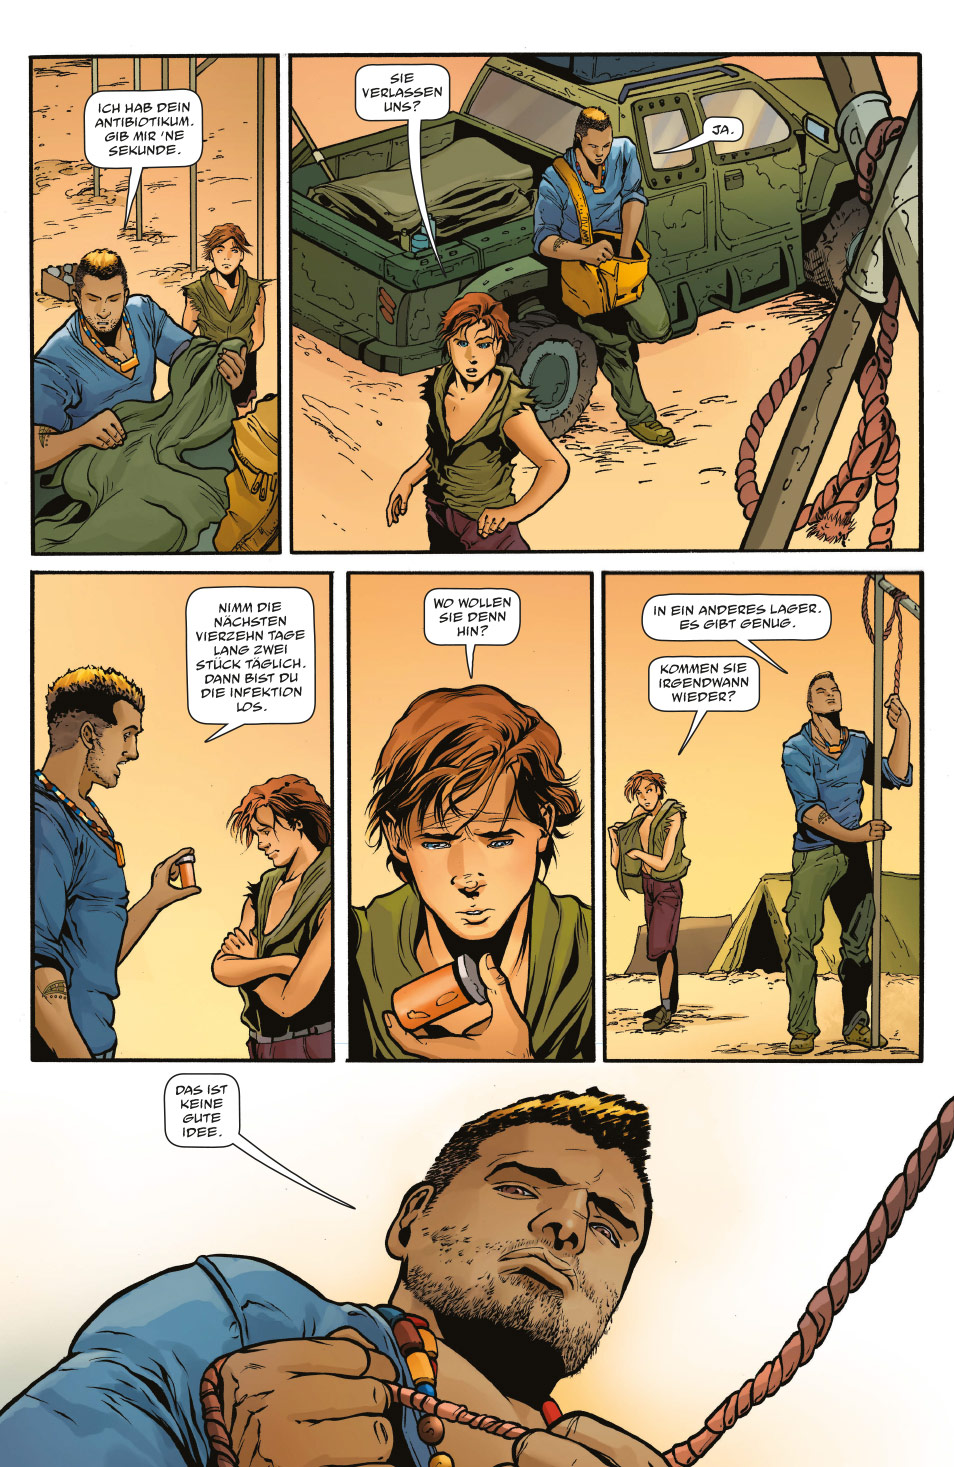 ICH HAB DEIN
ANTIBIOTIKUM.
GIB MIR 'NE
SEKUNDE.
SIE
VERLASSEN
UNS?
JA.
NIMM DIE
NÄCHSTEN
VIERZEHN TAGE
LANG ZWEI
STÜCK TÄGLICH.
DANN BIST DU
DIE INFEKTION
LOS.
WO WOLLEN
SIE DENN
HIN?
IN EIN ANDERES LAGER.
ES GIBT GENUG.
KOMMEN SIE
IRGENDWANN
WIEDER?
DAS IST
KEINE
GUTE
IDEE.